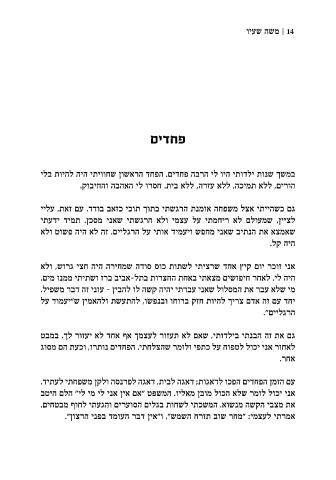 14 | משה שעיו
פחדים
במשך שנות ילדותי היו לי הרבה פחדים. הפחד הראשון שחוויתי היה להיות בלי
הורים, ללא תמיכה, ללא עזרה, ללא בית. חסרו לי האהבה והחיבוק.
גם כשהייתי אצל משפחה אומנת הרגשתי בתוך תוכי כזאב בודד. עם זאת, עליי
לציין, שמעולם לא ריחמתי על עצמי ולא הרגשתי שאני מסכן, תמיד ידעתי
שאמצא את הנתיב שאני מחפש ויעמיד אותי על הרגליים. זה לא היה פשוט ולא
היה קל.
אני זוכר יום קיץ אחד שרציתי לשתות כוס סודה שמחירה היה חצי גרוש, ולא
היה לי. לאחר חיפושים מצאתי באחת החצרות בתל-אביב ברז ושתיתי ממנו מים.
מי שלא עבר את המסלול שאני עברתי יהיה קשה לו להבין - עוני זה דבר משפיל.
יחד עם זה אדם צריך להיות חזק ברוחו ובנפשו, להתעשת ולהאמין ש"יעמוד על
הרגליים".
גם את זה הבנתי בילדותי, שאם לא תעזור לעצמך אף אחד לא יעזור לך. במבט
לאחור אני יכול לטפוח על כתפי ולומר שהצלחתי. הפחדים נותרו, וכעת הם מסוג
אחר.
עם הזמן הפחדים הפכו לדאגות; דאגה לבית, דאגה לפרנסה ולקן משפחתי לעתיד.
אני יכול לומר שלא הכול מובן מאליו. המשפט "אם אין אני לי מי לי" הלם היטב
את מצבי הקשה מנשוא. המשכתי לשחות בגלים הסוערים והגעתי לחוף מבטחים.
אמרתי לעצמי: "מחר שוב תזרח השמש", ו"אין דבר העומד בפני הרצון".